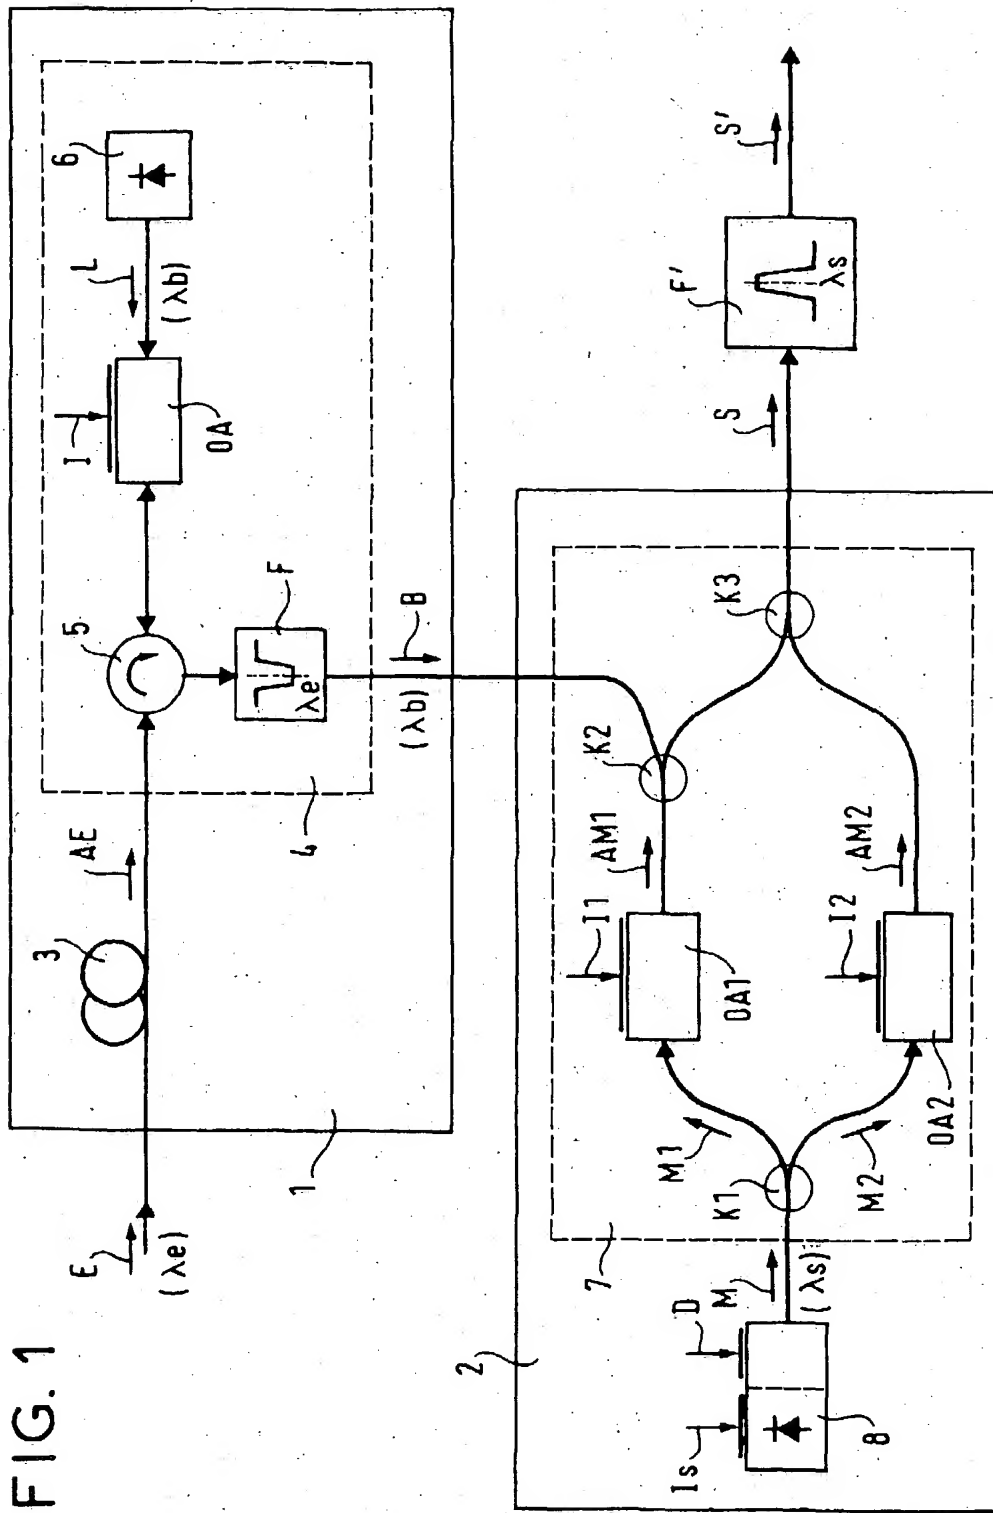 FIG. 1
E
(λe)
3
AE
5
I
OA
L
(λb)
6
F
λe
4
1
B
(λb)
2
Is
D
8
M
(λs)
7
K1
M1
M2
I1
OA1
I2
OA2
AM1
AM2
K2
K3
S
F'
λs
S'